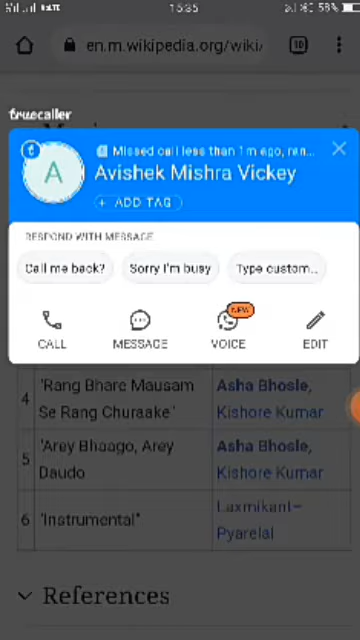 15:35
58%
en.m.wikipedia.org/wiki/
truecaller
Missed call less than 1m ago, ran...
A
Avishek Mishra Vickey
+ ADD TAG
RESPOND WITH MESSAGE
Call me back?
Sorry I'm busy
Type custom...
NEW
CALL
MESSAGE
VOICE
EDIT
4
"Rang Bhare Mausam
Se Rang Churaake"
Asha Bhosle,
Kishore Kumar
5
"Arey Bhaago, Arey
Daudo
Asha Bhosle,
Kishore Kumar
6
"Instrumental"
Laxmikant–
Pyarelal
References